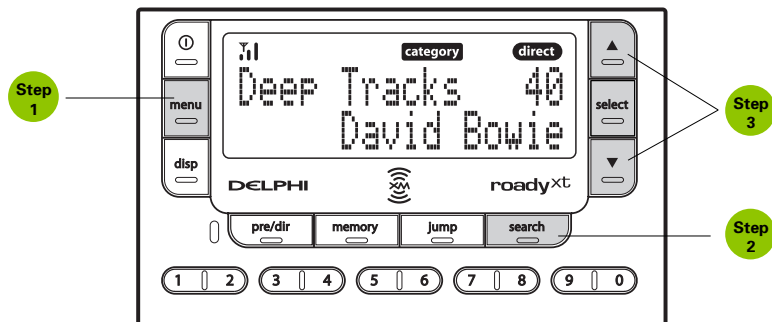 category direct
Deep Tracks 40
David Bowie
menu
disp
select
DELPHI XM roady xt
pre/dir memory jump search
1 2 3 4 5 6 7 8 9 0
Step
1
Step
3
Step
2